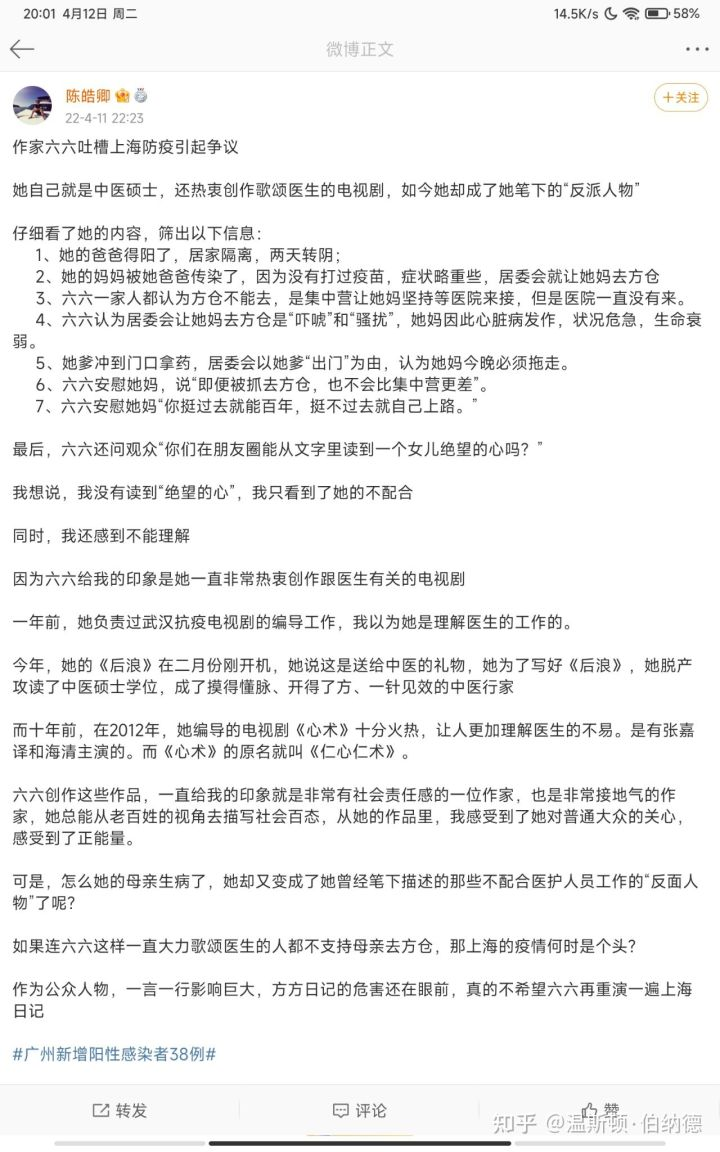 20:01 4月12日 周二
14.5K/s 58%
微博正文
陈皓卿
22-4-11 22:23
+关注
作家六六吐槽上海防疫引起争议
她自己就是中医硕士，还热衷创作歌颂医生的电视剧，如今她却成了她笔下的“反派人物”
仔细看了她的内容，筛出以下信息：
1、她的爸爸得阳了，居家隔离，两天转阴；
2、她的妈妈被她爸爸传染了，因为没有打过疫苗，症状略重些，居委会就让她妈去方仓
3、六六一家人都认为方仓不能去，是集中营让她妈坚持等医院来接，但是医院一直没有来。
4、六六认为居委会让她妈去方仓是“吓唬”和“骚扰”，她妈因此心脏病发作，状况危急，生命衰
弱。
5、她爹冲到门口拿药，居委会以她爹“出门”为由，认为她妈今晚必须拖走。
6、六六安慰她妈，说“即便被抓去方仓，也不会比集中营更差”。
7、六六安慰她妈“你挺过去就能百年，挺不过去就自己上路。”
最后，六六还问观众“你们在朋友圈能从文字里读到一个女儿绝望的心吗？”
我想说，我没有读到“绝望的心”，我只看到了她的不配合
同时，我还感到不能理解
因为六六给我的印象是她一直非常热衷创作跟医生有关的电视剧
一年前，她负责过武汉抗疫电视剧的编导工作，我以为她是理解医生的工作的。
今年，她的《后浪》在二月份刚开机，她说这是送给中医的礼物，她为了写好《后浪》，她脱产
攻读了中医硕士学位，成了摸得懂脉、开得了方、一针见效的中医行家
而十年前，在2012年，她编导的电视剧《心术》十分火热，让人更加理解医生的不易。是有张嘉
译和海清主演的。而《心术》的原名就叫《仁心仁术》。
六六创作这些作品，一直给我的印象就是非常有社会责任感的一位作家，也是非常接地气的作
家，她总能从老百姓的视角去描写社会百态，从她的作品里，我感受到了她对普通大众的关心，
感受到了正能量。
可是，怎么她的母亲生病了，她却又变成了她曾经笔下描述的那些不配合医护人员工作的“反面人
物”了呢？
如果连六六这样一直大力歌颂医生的人都不支持母亲去方仓，那上海的疫情何时是个头？
作为公众人物，一言一行影响巨大，方方日记的危害还在眼前，真的不希望六六再重演一遍上海
日记
#广州新增阳性感染者38例#
转发 评论 赞
知乎 @温斯顿·伯纳德